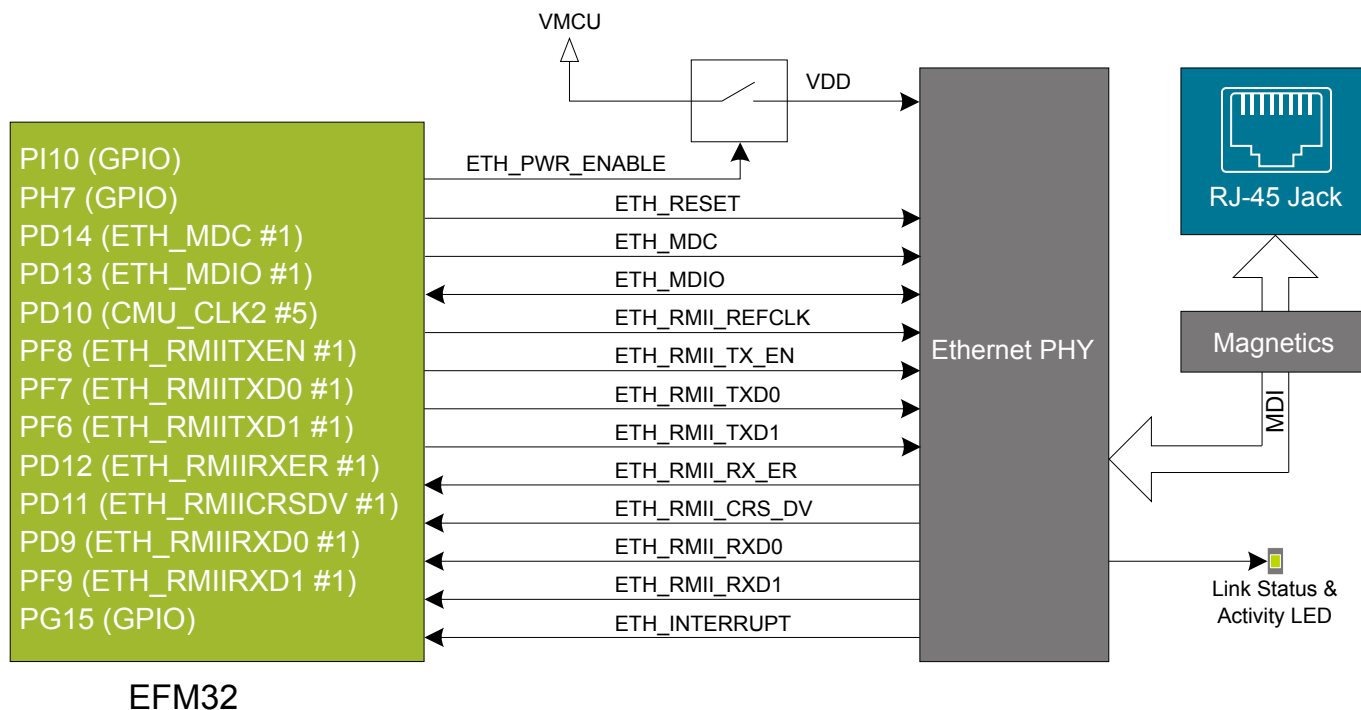 VMCU
VDD
PI10 (GPIO)
ETH_PWR_ENABLE
PH7 (GPIO)
ETH_RESET
RJ-45 Jack
PD14 (ETH_MDC #1)
ETH_MDC
PD13 (ETH_MDIO #1)
ETH_MDIO
PD10 (CMU_CLK2 #5)
ETH_RMII_REFCLK
PF8 (ETH_RMIITXEN #1)
ETH_RMII_TX_EN
Ethernet PHY
Magnetics
PF7 (ETH_RMIITXD0 #1)
ETH_RMII_TXD0
MDI
PF6 (ETH_RMIITXD1 #1)
ETH_RMII_TXD1
PD12 (ETH_RMIIRXER #1)
ETH_RMII_RX_ER
PD11 (ETH_RMIICRSDV #1)
ETH_RMII_CRS_DV
PD9 (ETH_RMIIRXD0 #1)
ETH_RMII_RXD0
PF9 (ETH_RMIIRXD1 #1)
ETH_RMII_RXD1
Link Status &
Activity LED
PG15 (GPIO)
ETH_INTERRUPT
EFM32